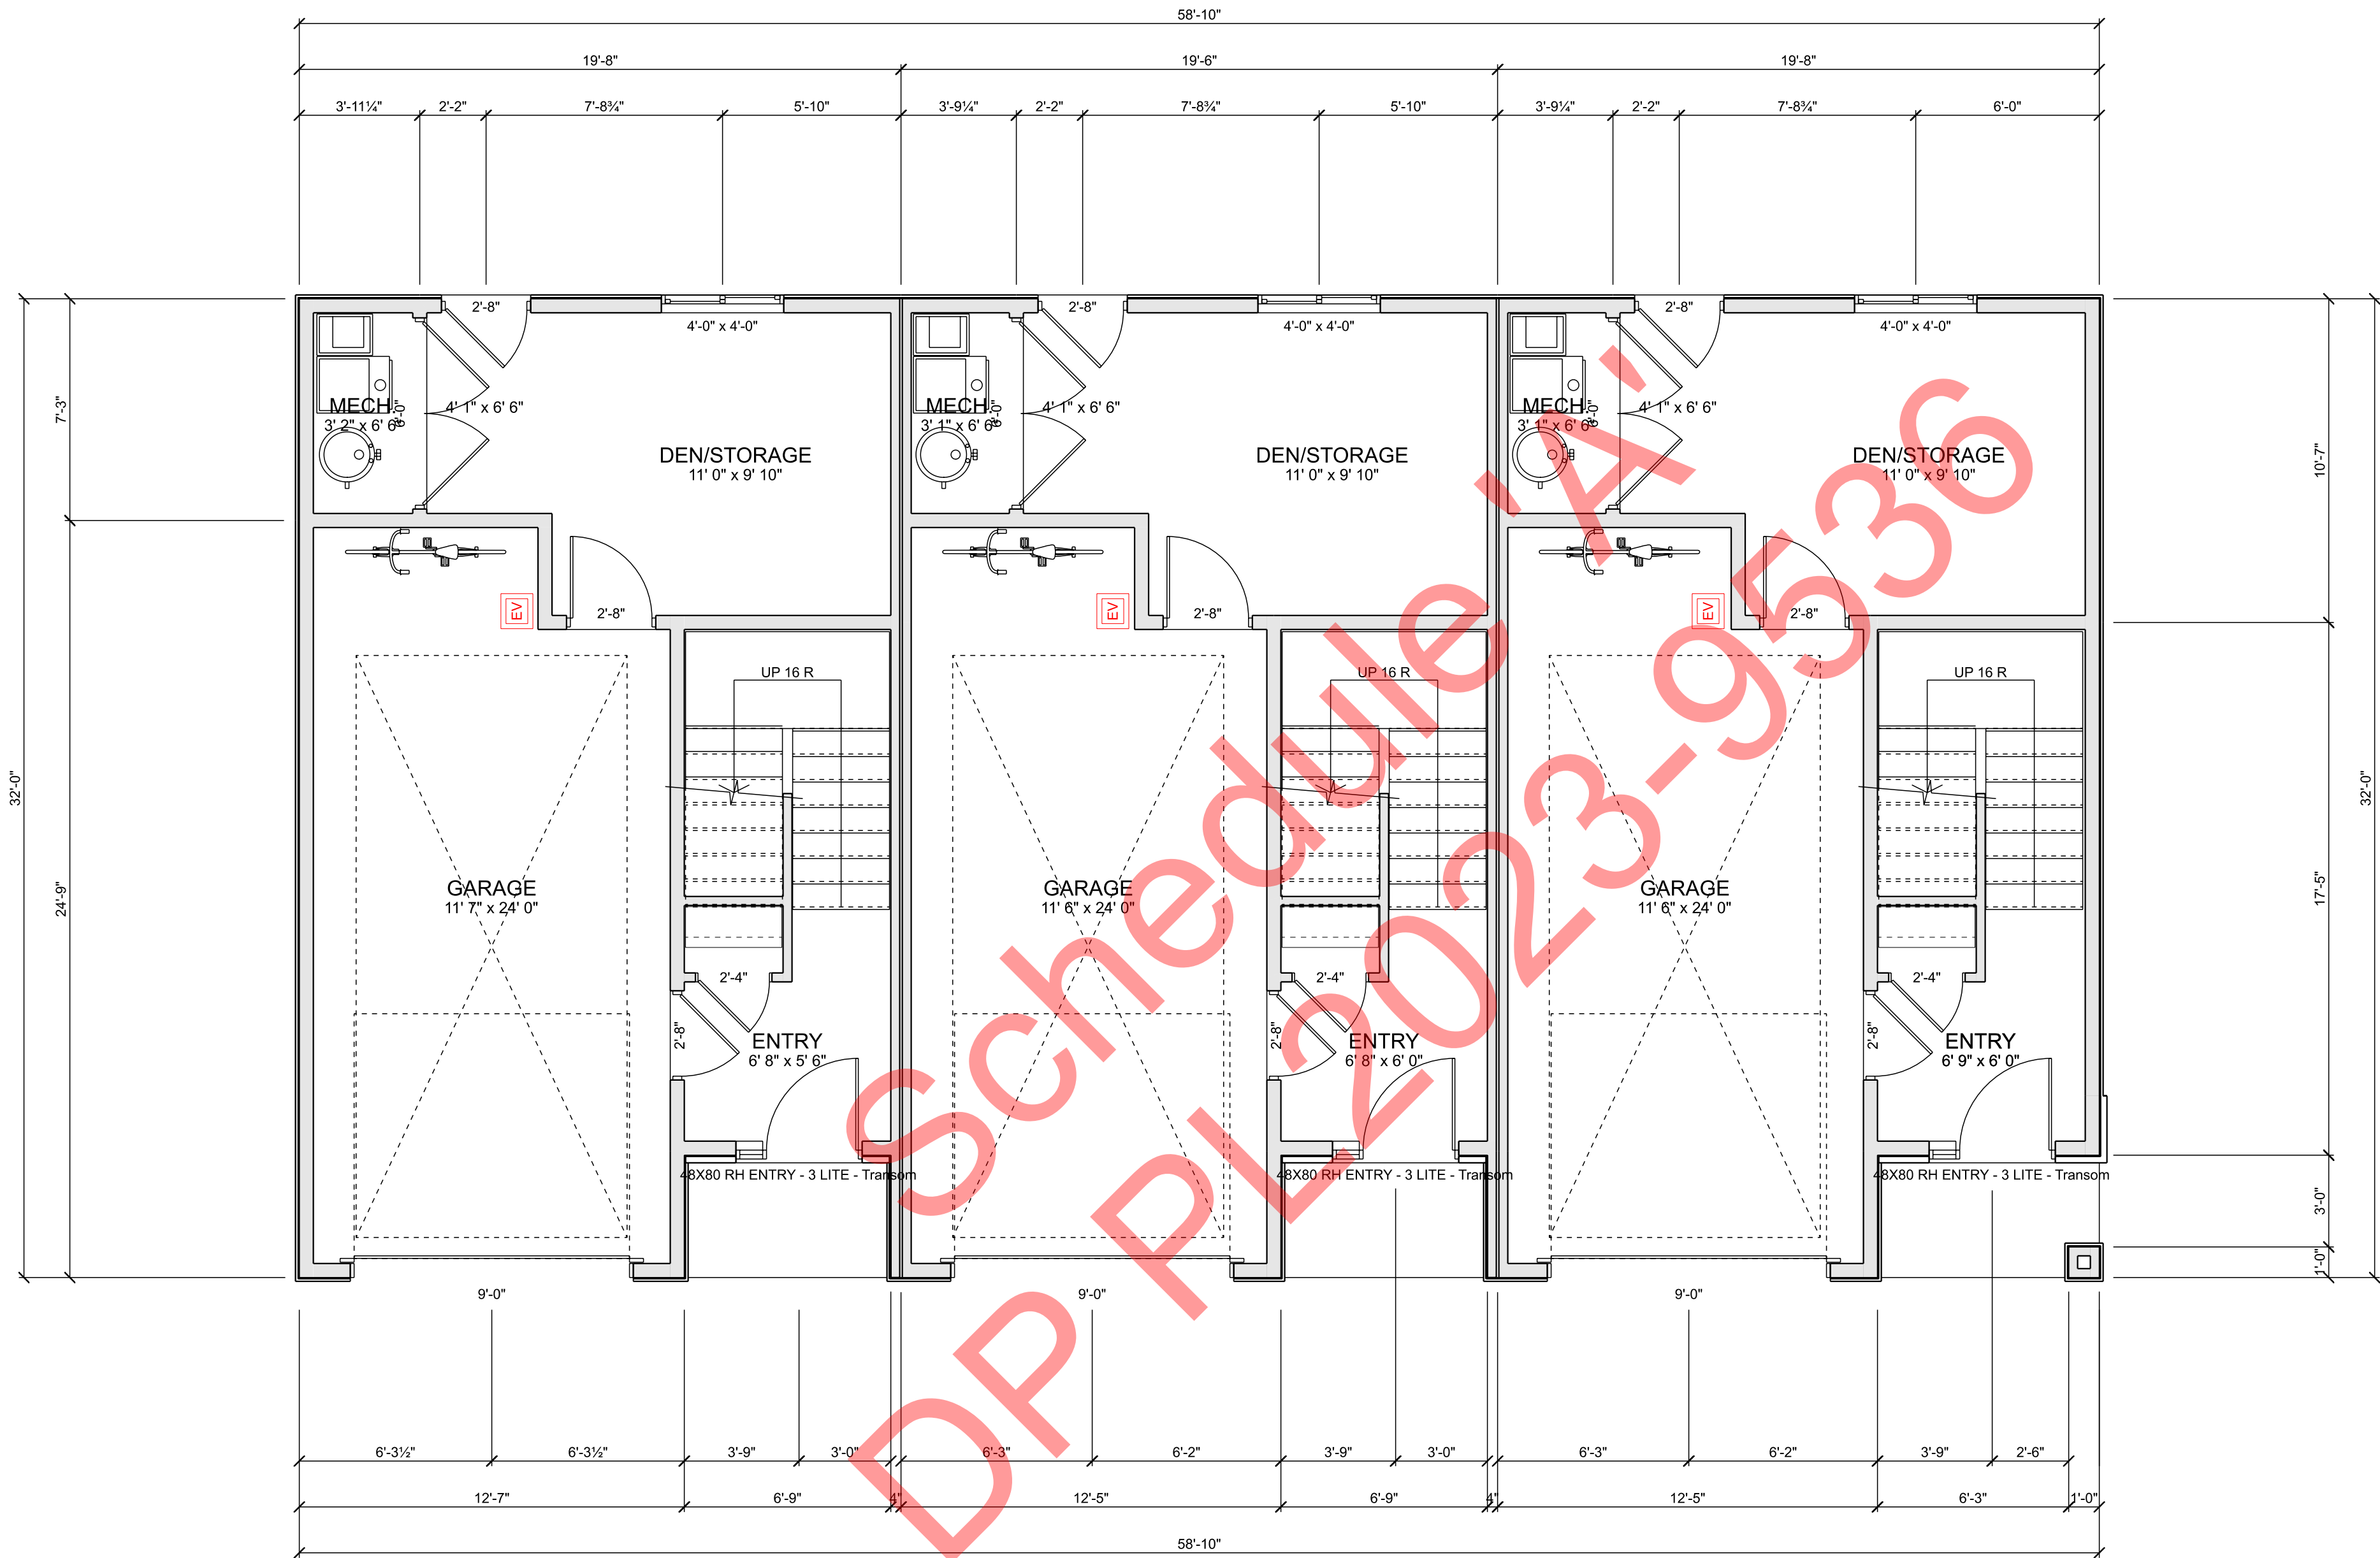 58'-10"
19'-8" 19'-6" 19'-8"
3'-11¼" 2'-2" 7'-8¾" 5'-10" 3'-9¼" 2'-2" 7'-8¾" 5'-10" 3'-9¼" 2'-2" 7'-8¾" 6'-0"
2'-8" 2'-8" 2'-8"
4'-0" x 4'-0" 4'-0" x 4'-0" 4'-0" x 4'-0"
MECH. 4' 1" x 6' 6" MECH. 4' 1" x 6' 6" MECH. 4' 1" x 6' 6"
3' 2" x 6' 6" 3' 1" x 6' 6" 3' 1" x 6' 6"
7'-3"
10'-7"
DEN/STORAGE DEN/STORAGE DEN/STORAGE
11' 0" x 9' 10" 11' 0" x 9' 10" 11' 0" x 9' 10"
EV EV EV
2'-8" 2'-8" 2'-8"
UP 16 R UP 16 R UP 16 R
32'-0"
32'-0"
24'-9"
17'-5"
GARAGE GARAGE GARAGE
11' 7" x 24' 0" 11' 6" x 24' 0" 11' 6" x 24' 0"
2'-4" 2'-4" 2'-4"
2'-8" 2'-8" 2'-8"
ENTRY ENTRY ENTRY
6' 8" x 5' 6" 6' 8" x 6' 0" 6' 9" x 6' 0"
48X80 RH ENTRY - 3 LITE - Transom 48X80 RH ENTRY - 3 LITE - Transom 48X80 RH ENTRY - 3 LITE - Transom
3'-0"
1'-0"
9'-0" 9'-0" 9'-0"
6'-3½" 6'-3½" 3'-9" 3'-0" 6'-3" 6'-2" 3'-9" 3'-0" 6'-3" 6'-2" 3'-9" 2'-6"
12'-7" 6'-9" 4" 12'-5" 6'-9" 4" 12'-5" 6'-3" 1'-0"
58'-10"
Schedule 'A'
DP PL2023-9536